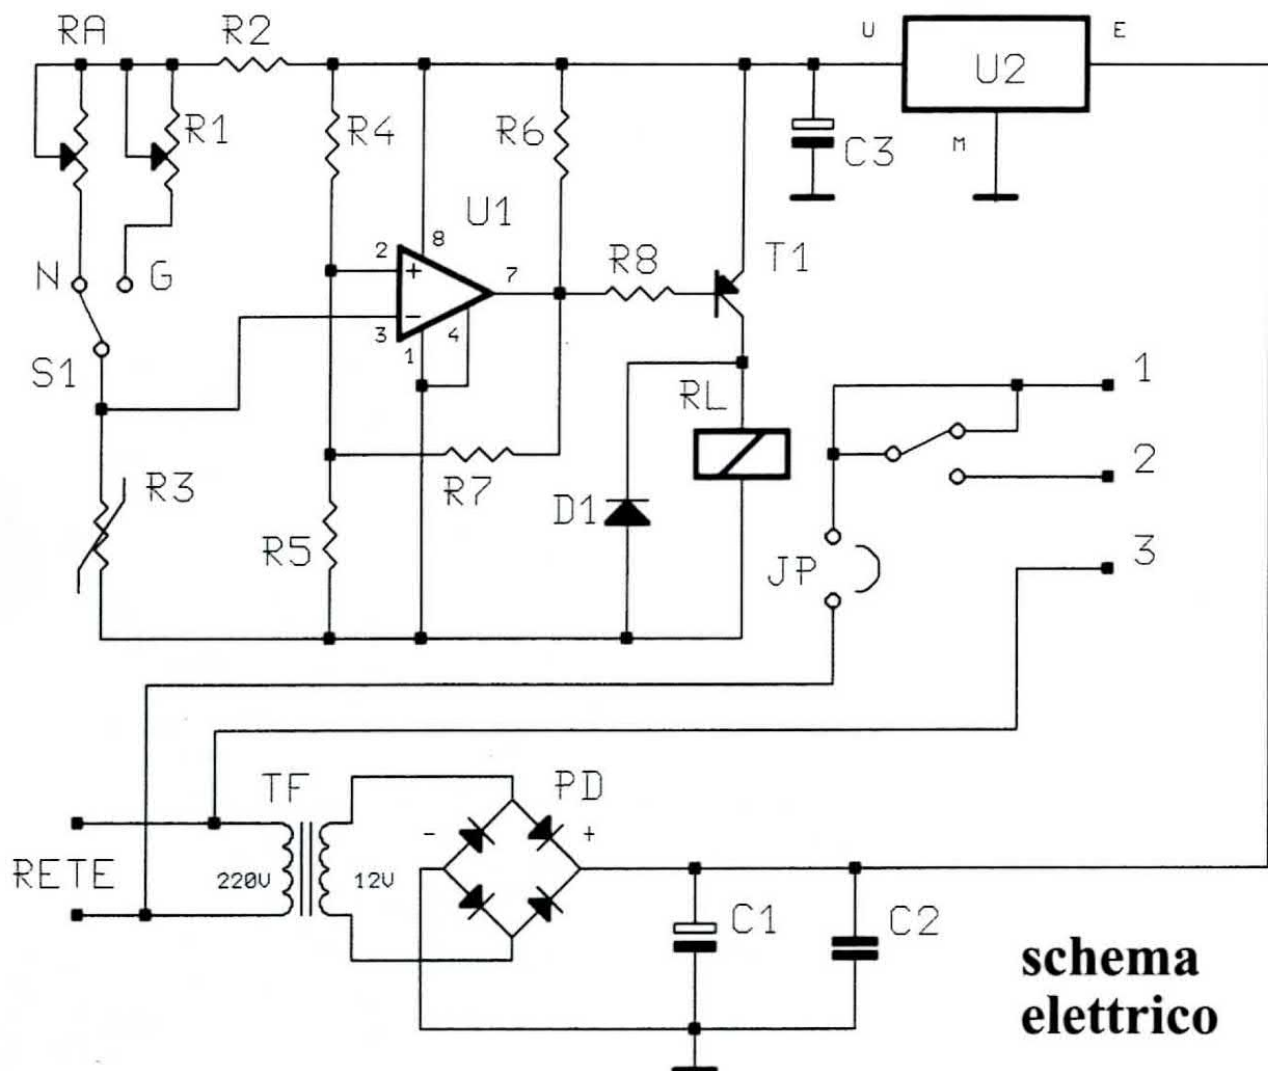 RA
R2
U
U2
E
R1
R4
R6
C3
M
U1
2
8
+
7
N
G
R8
T1
−
3
1
4
S1
RL
1
2
3
R3
R7
D1
R5
JP
TF
PD
-
+
RETE
220V
12V
C1
C2
schema
elettrico